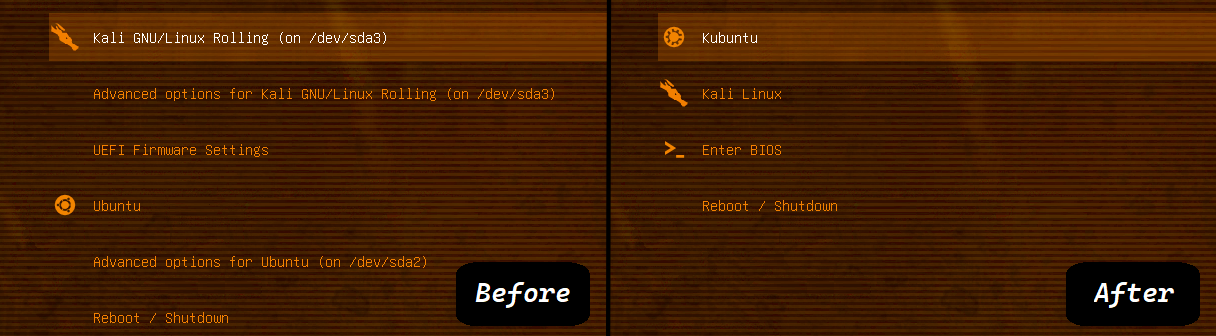 Kali GNU/Linux Rolling (on /dev/sda3)
Advanced options for Kali GNU/Linux Rolling (on /dev/sda3)
UEFI Firmware Settings
Ubuntu
Advanced options for Ubuntu (on /dev/sda2)
Reboot / Shutdown
Before
Kubuntu
Kali Linux
Enter BIOS
Reboot / Shutdown
After